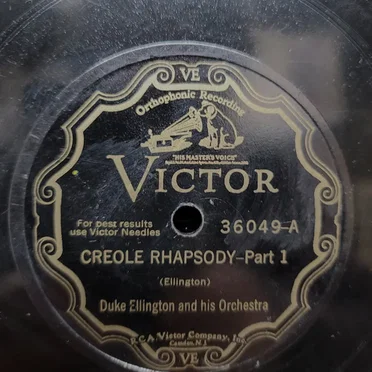 VE
Orthophonic Recording
"HIS MASTER'S VOICE"
VICTOR
For best results
use Victor Needles
36049-A
CREOLE RHAPSODY-Part 1
(Ellington)
Duke Ellington and his Orchestra
R.C.A. Victor Company, Inc.
Camden, N.J.
VE